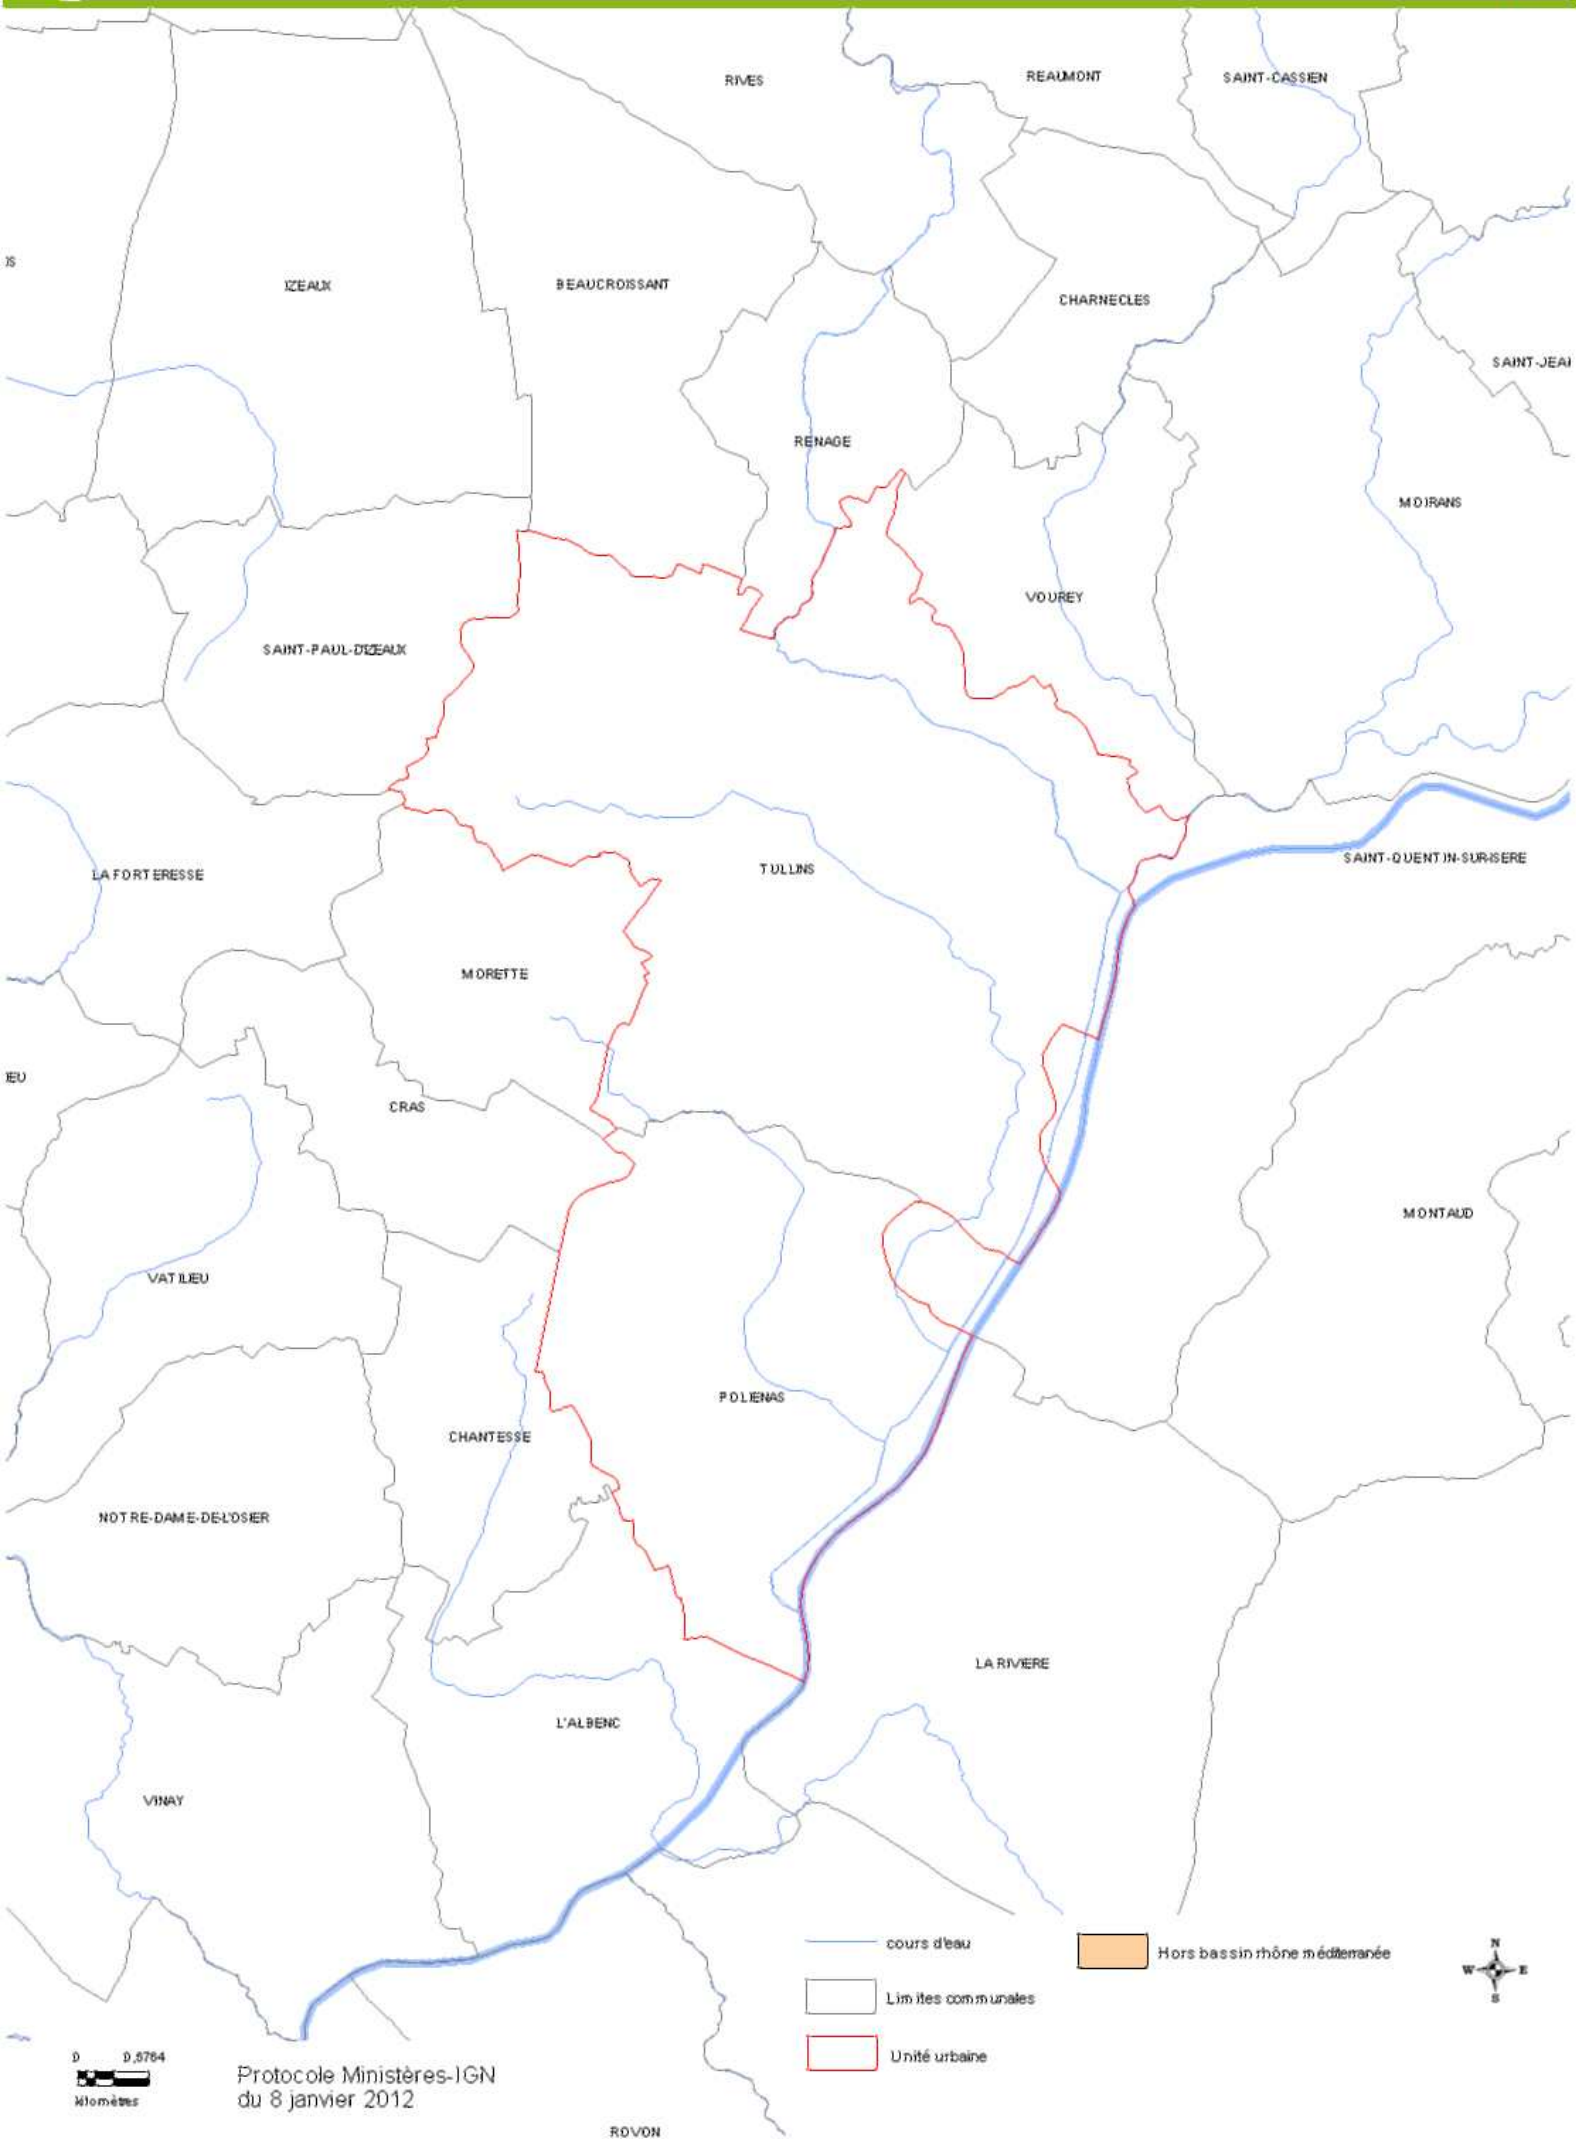 RIVES
REAUMONT
SAINT-CASSIEN
IZEAUX
BEAUCROISSANT
CHARNECLES
SAINT-JEA
RENAGE
MOIRANS
VOUREY
SAINT-PAUL-D'IZEAUX
TULLINS
SAINT-QUENTIN-SUR-ISERE
LA FORTERESSE
MORETTE
IEU
CRAS
MONTAUD
VATILIEU
POLIENAS
CHANTESSE
NOTRE-DAME-DE-L'OSIER
LA RIVIERE
L'ALBENC
VINAY
cours d'eau
Hors bassin rhône méditerranée
Limites communales
Unité urbaine
N
W E
S
0 0,5764
kilomètres
Protocole Ministères-IGN
du 8 janvier 2012
ROVON